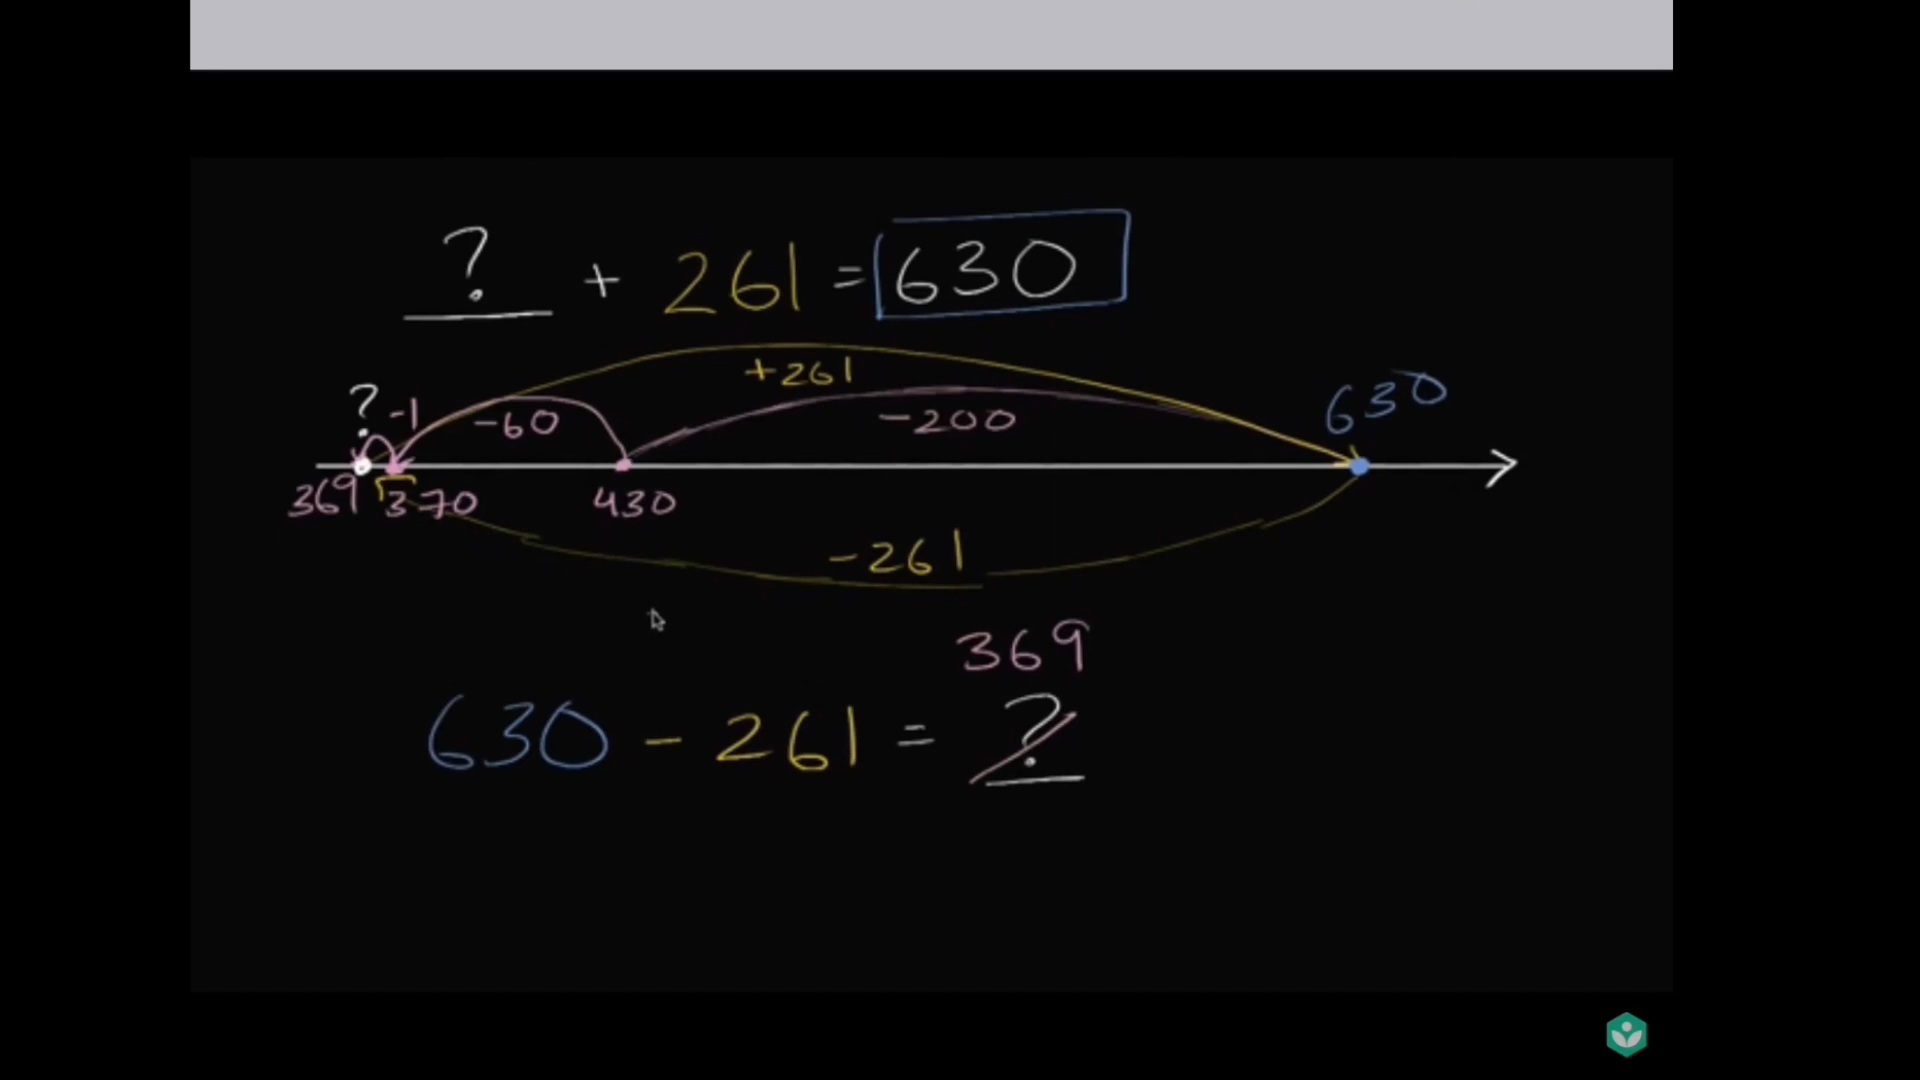 ? + 261 = 630
+261
630
? -1 -60 -200
369 370 430
-261
369
630 - 261 = ?